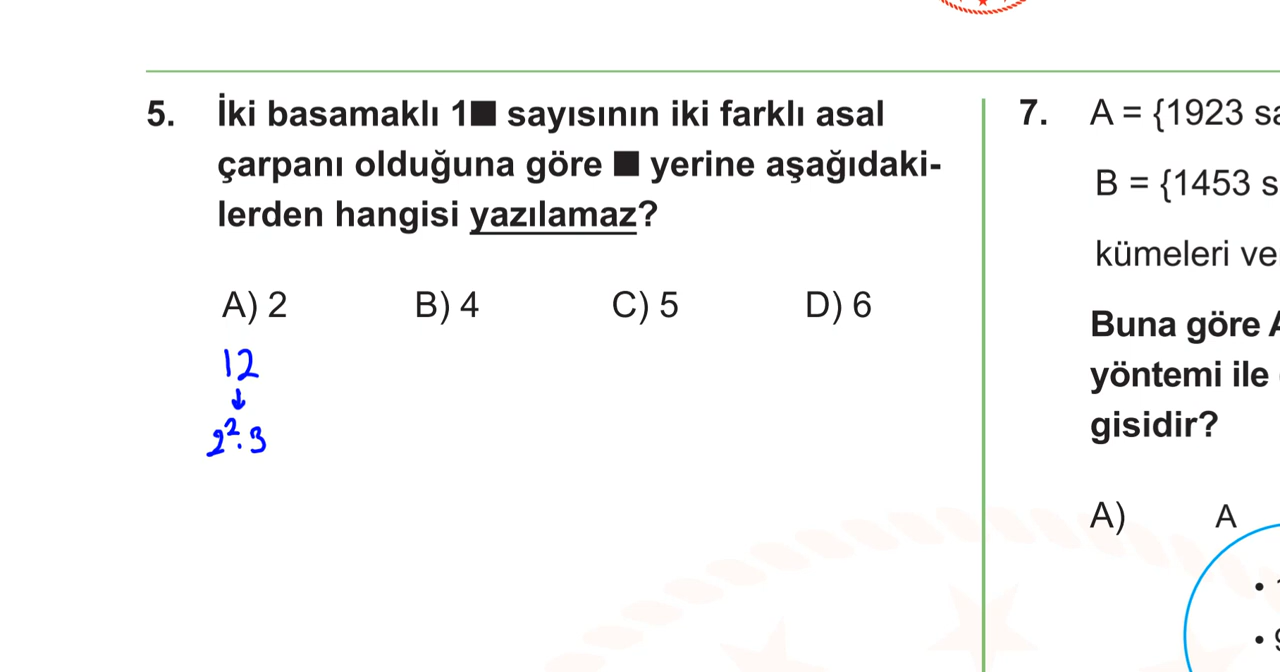 5. İki basamaklı 1■ sayısının iki farklı asal
çarpanı olduğuna göre ■ yerine aşağıdaki-
lerden hangisi yazılamaz?
A) 2 B) 4 C) 5 D) 6
12
↓
2².3
7. A = {1923 sa
B = {1453 s
kümeleri ve
Buna göre A
yöntemi ile
gisidir?
A) A